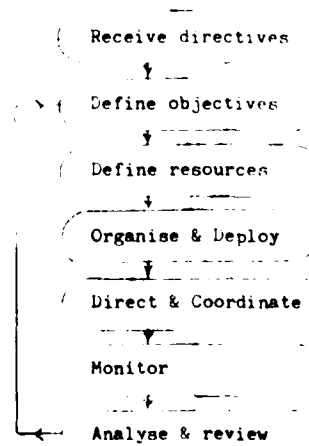 Receive directives
Define objectives
Define resources
Organise & Deploy
Direct & Coordinate
Monitor
Analyse & review